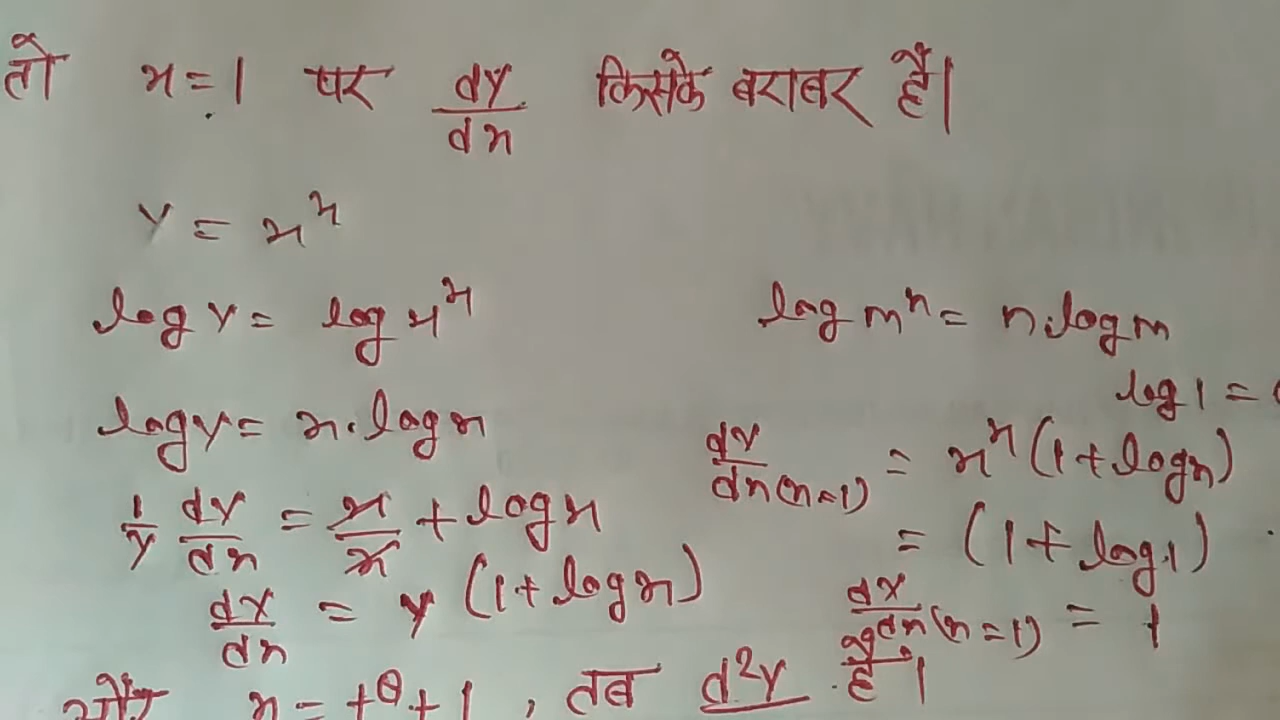 तो x = 1 पर dy/dx किसके बराबर है।
y = x^x
log y = log x^x
log m^n = n.log m
log 1 =
log y = x. log x
dy/dx (x=1) = x^x (1 + log x)
1/y dy/dx = x/x + log x
= (1 + log 1)
dy/dx = y (1 + log x)
dy/dx (x = 1) = 1
x = t + 1, तब d²y है।